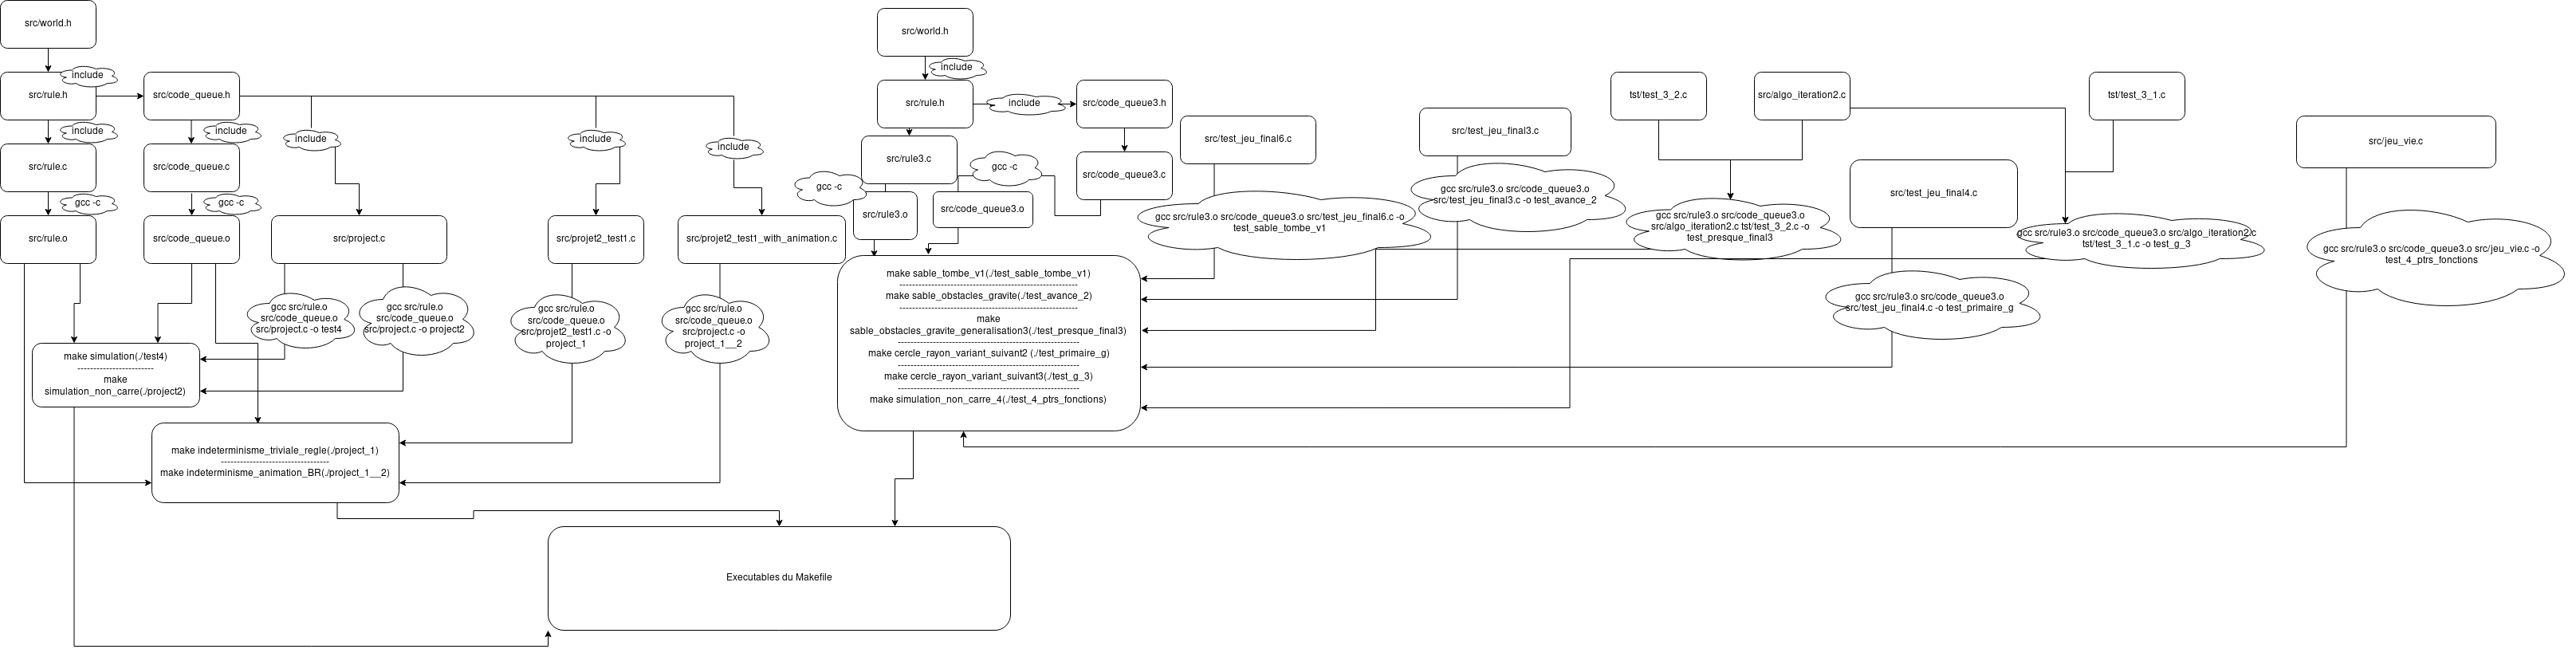 src/world.h
include
src/rule.h
src/code_queue.h
include
include
include
include
include
src/rule.c
src/code_queue.c
gcc -c
gcc -c
src/rule.o
src/code_queue.o
src/project.c
src/projet2_test1.c
src/projet2_test1_with_animation.c
gcc src/rule.o
src/code_queue.o
src/project.c -o test4
gcc src/rule.o
src/code_queue.o
src/project.c -o project2
gcc src/rule.o
src/code_queue.o
src/projet2_test1.c -o
project_1
gcc src/rule.o
src/code_queue.o
src/project.c -o
project_1__2
make simulation(./test4)
------------------------
make
simulation_non_carre(./project2)
make indeterminisme_triviale_regle(./project_1)
----------------------------------
make indeterminisme_animation_BR(./project_1__2)
src/world.h
include
src/rule.h
include
src/code_queue3.h
src/rule3.c
gcc -c
src/code_queue3.c
gcc -c
src/rule3.o
src/code_queue3.o
src/test_jeu_final6.c
gcc src/rule3.o src/code_queue3.o src/test_jeu_final6.c -o
test_sable_tombe_v1
src/test_jeu_final3.c
gcc src/rule3.o src/code_queue3.o
src/test_jeu_final3.c -o test_avance_2
tst/test_3_2.c
src/algo_iteration2.c
tst/test_3_1.c
gcc src/rule3.o src/code_queue3.o
src/algo_iteration2.c tst/test_3_2.c -o
test_presque_final3
src/test_jeu_final4.c
gcc src/rule3.o src/code_queue3.o
src/test_jeu_final4.c -o test_primaire_g
gcc src/rule3.o src/code_queue3.o src/algo_iteration2.c
tst/test_3_1.c -o test_g_3
src/jeu_vie.c
gcc src/rule3.o src/code_queue3.o src/jeu_vie.c -o
test_4_ptrs_fonctions
make sable_tombe_v1(./test_sable_tombe_v1)
--------------------------------------------------------
make sable_obstacles_gravite(./test_avance_2)
--------------------------------------------------------
make
sable_obstacles_gravite_generalisation3(./test_presque_final3)
---------------------------------------------------------
make cercle_rayon_variant_suivant2 (./test_primaire_g)
---------------------------------------------------------
make cercle_rayon_variant_suivant3(./test_g_3)
---------------------------------------------------------
make simulation_non_carre_4(./test_4_ptrs_fonctions)
Executables du Makefile